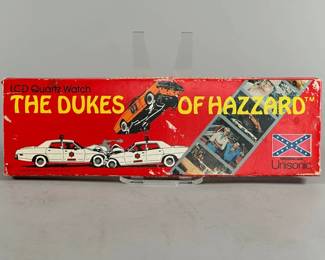 LCD Quartz Watch
THE DUKES OF HAZZARD™
Unisonic